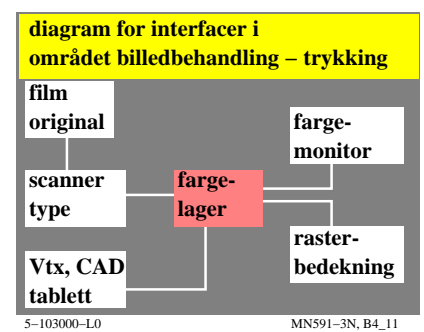 diagram for interfacer i
området billedbehandling – trykking
film
original
farge-
monitor
scanner
type
farge-
lager
raster-
bedekning
Vtx, CAD
tablett
5–103000–L0
MN591–3N, B4_11